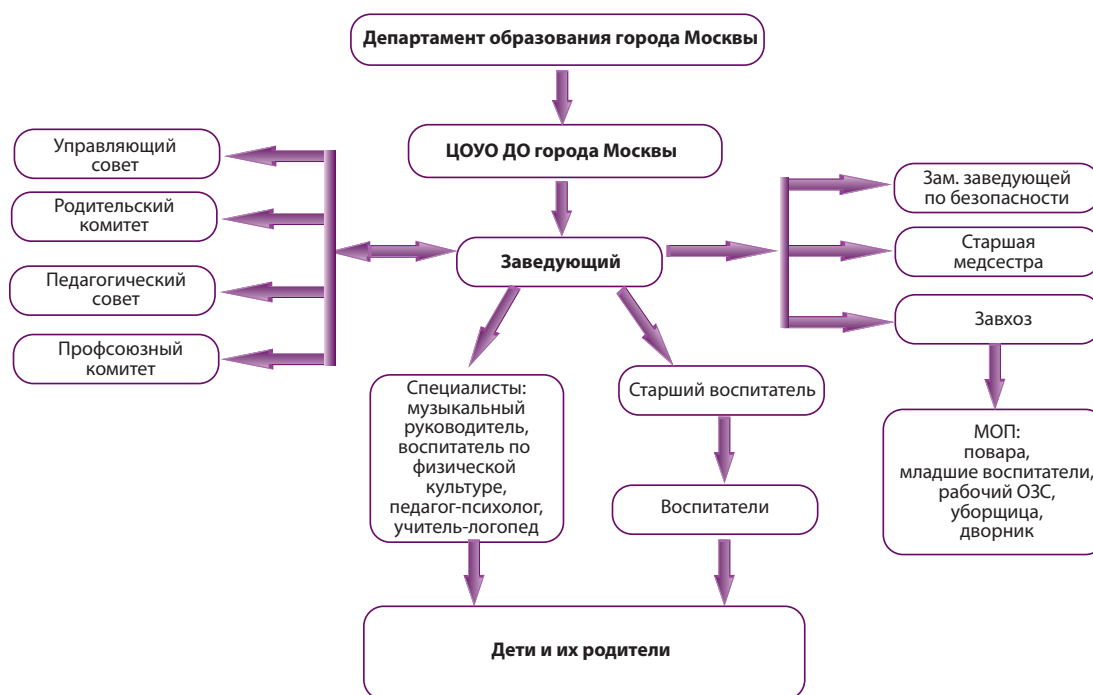 Департамент образования города Москвы
ЦОУО ДО города Москвы
Управляющий
совет
Родительский
комитет
Педагогический
совет
Профсоюзный
комитет
Заведующий
Зам. заведующей
по безопасности
Старшая
медсестра
Завхоз
Специалисты:
музыкальный
руководитель,
воспитатель по
физической
культуре,
педагог-психолог,
учитель-логопед
Старший воспитатель
Воспитатели
МОП:
повара,
младшие воспитатели,
рабочий ОЗС,
уборщица,
дворник
Дети и их родители